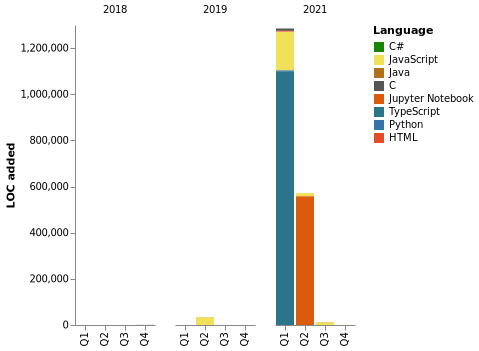 2018
2019
2021
Language
C#
JavaScript
Java
C
Jupyter Notebook
TypeScript
Python
HTML
LOC added
1,200,000
1,000,000
800,000
600,000
400,000
200,000
0
Q1
Q2
Q3
Q4
Q1
Q2
Q3
Q4
Q1
Q2
Q3
Q4